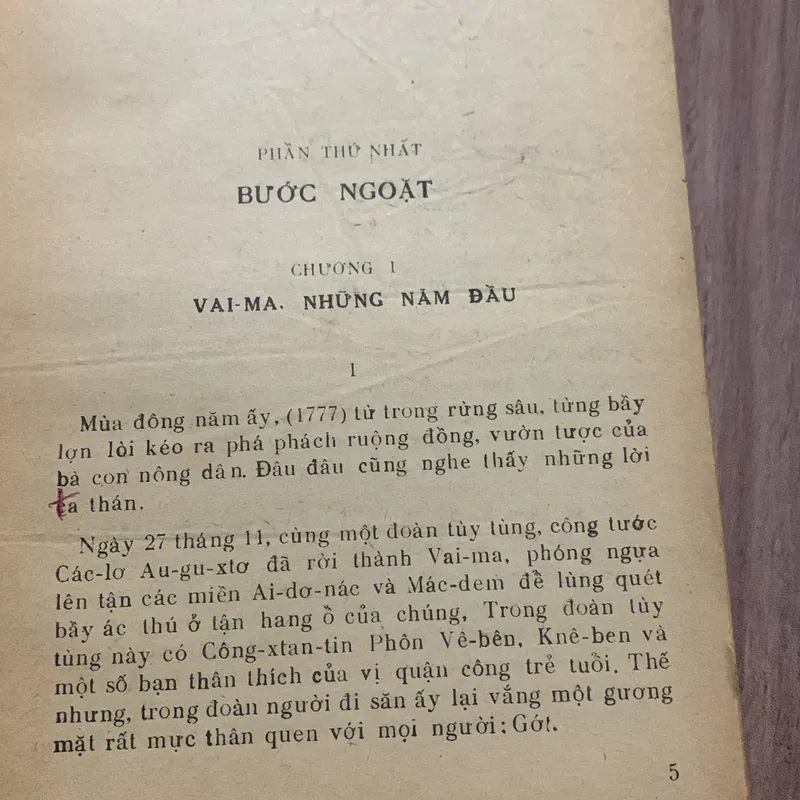 PHẦN THỨ NHẤT
BƯỚC NGOẶT
CHƯƠNG 1
VAI-MA. NHỮNG NĂM ĐẦU
1
Mùa đông năm ấy, (1777) từ trong rừng sâu, từng bầy
lợn lòi kéo ra phá phách ruộng đồng, vườn tược của
bà con nông dân. Đâu đâu cũng nghe thấy những lời
ta thán.
Ngày 27 tháng 11, cùng một đoàn tùy tùng, công tước
Các-lơ Au-gu-xtơ đã rời thành Vai-ma, phóng ngựa
lên tận các miền Ai-dơ-nác và Mác-dem để lùng quét
bầy ác thú ở tận hang ổ của chúng, Trong đoàn tùy
tùng này có Công-xtan-tin Phôn Vê-bên, Knê-ben và
một số bạn thân thích của vị quận công trẻ tuổi. Thế
nhưng, trong đoàn người đi săn ấy lại vắng một gương
mặt rất mực thân quen với mọi người: Gớt.
5